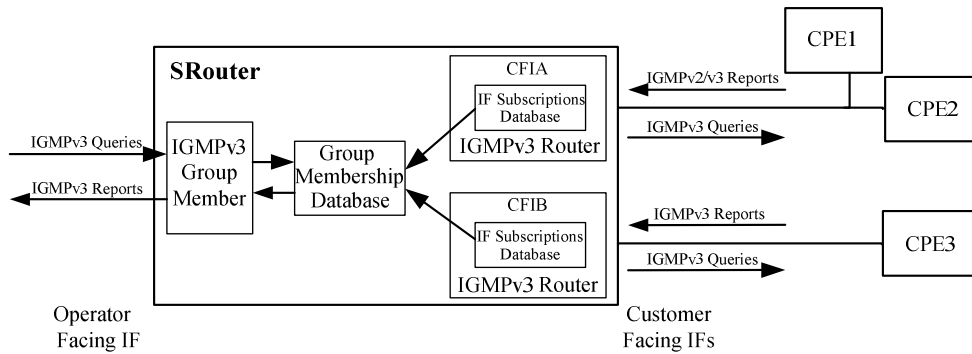 CPE1
SRouter
CFIA
IGMPv2/v3 Reports
IF Subscriptions
Database
CPE2
IGMPv3 Queries
IGMPv3 Router
IGMPv3 Queries
IGMPv3
Group
Member
Group
Membership
Database
IGMPv3 Reports
CFIB
IGMPv3 Reports
IF Subscriptions
Database
CPE3
IGMPv3 Queries
IGMPv3 Router
Operator
Facing IF
Customer
Facing IFs